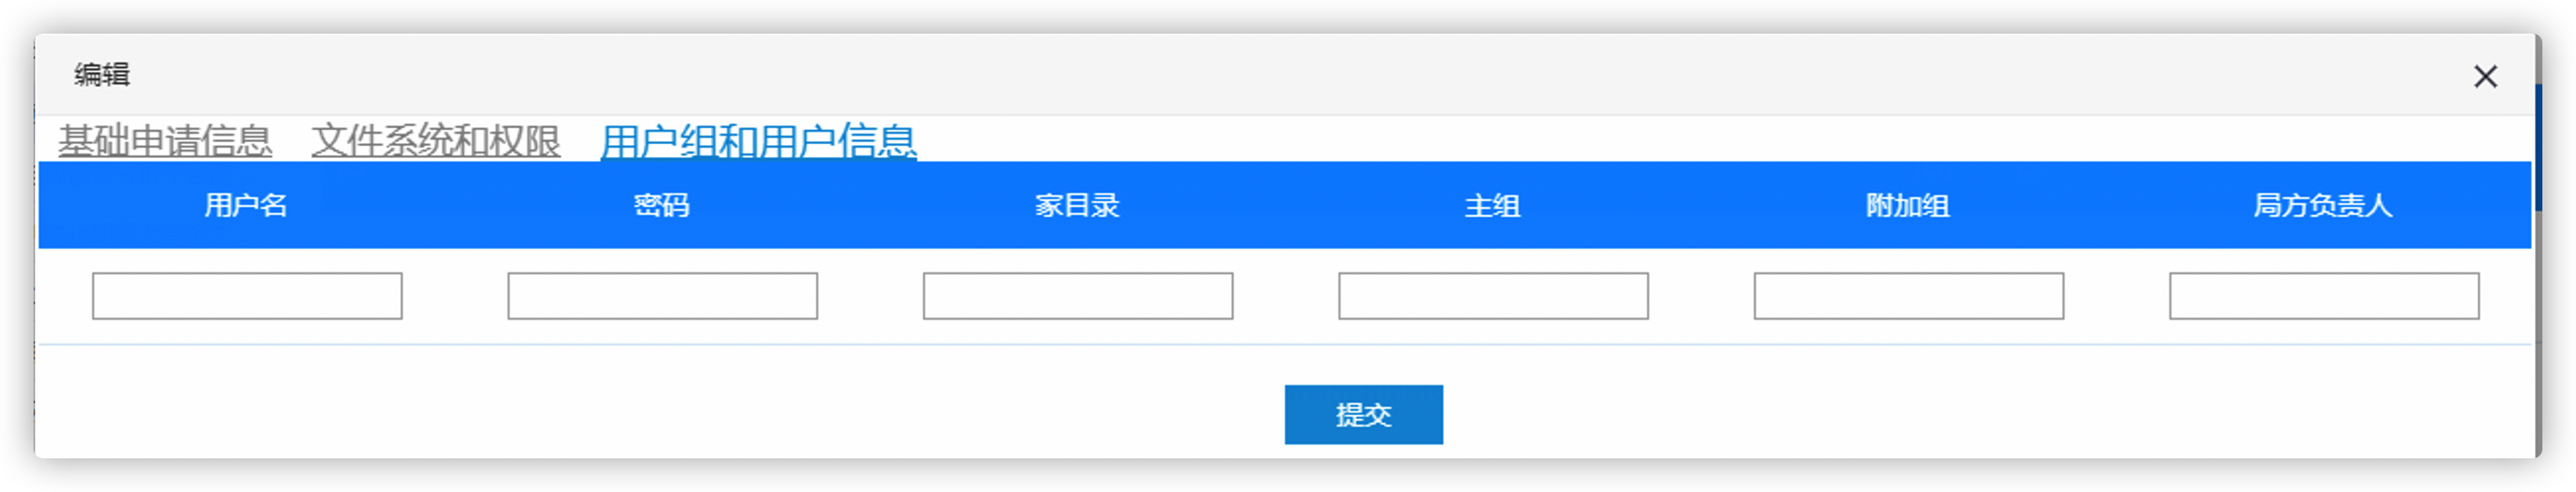 编辑
基础申请信息 文件系统和权限 用户组和用户信息
用户名 密码 家目录 主组 附加组 局方负责人
提交